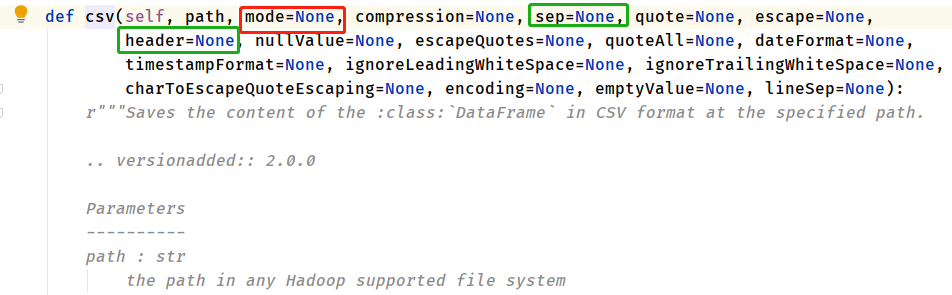 def csv(self, path, mode=None, compression=None, sep=None, quote=None, escape=None,
header=None, nullValue=None, escapeQuotes=None, quoteAll=None, dateFormat=None,
timestampFormat=None, ignoreLeadingWhiteSpace=None, ignoreTrailingWhiteSpace=None,
charToEscapeQuoteEscaping=None, encoding=None, emptyValue=None, lineSep=None):
r"""Saves the content of the :class:`DataFrame` in CSV format at the specified path.
.. versionadded:: 2.0.0
Parameters
----------
path : str
the path in any Hadoop supported file system